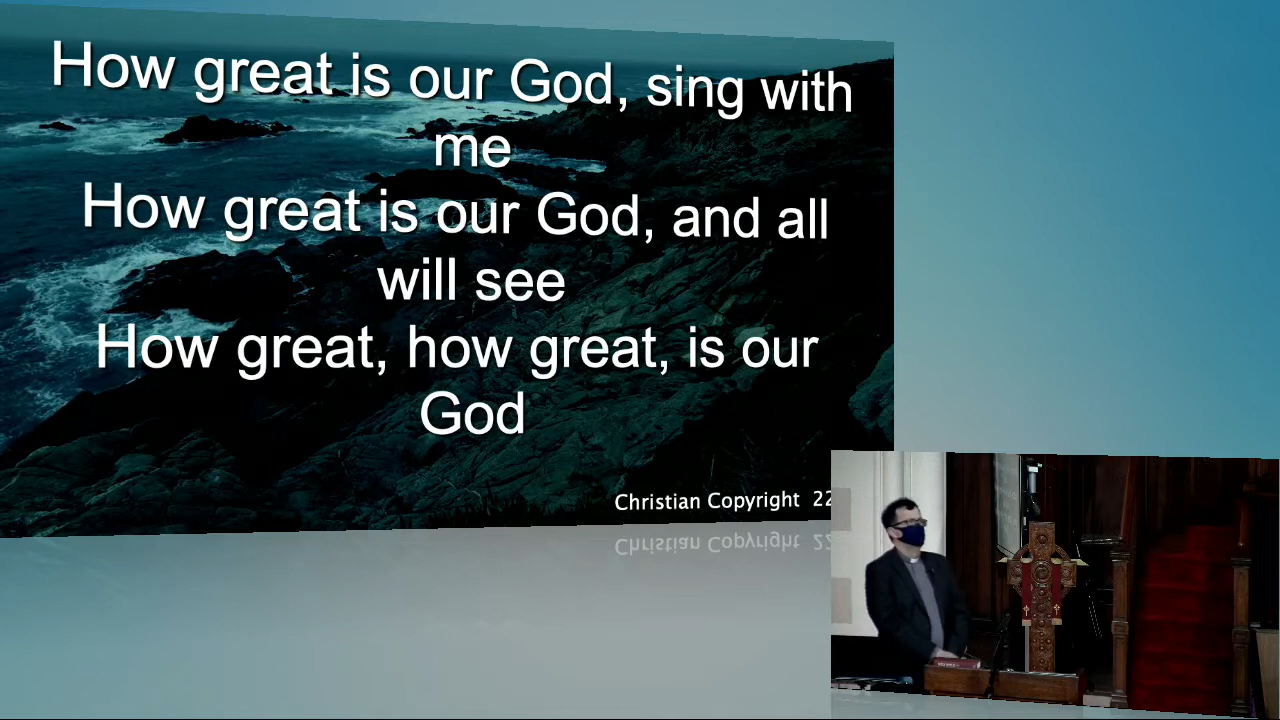 How great is our God, sing with
me
How great is our God, and all
will see
How great, how great, is our
God
Christian Copyright 22